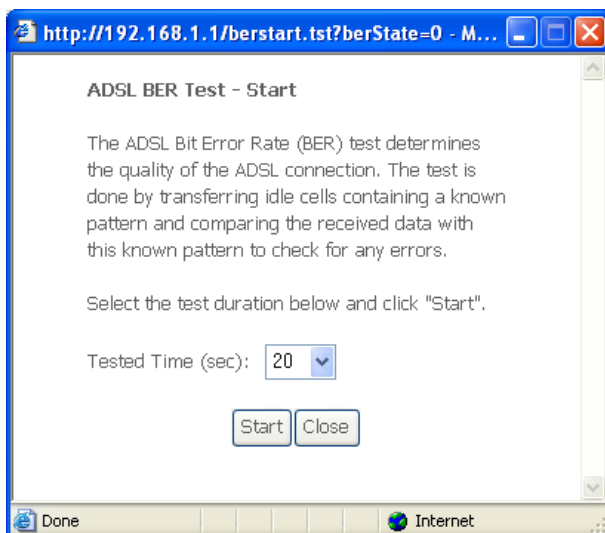 http://192.168.1.1/berstart.tst?berState=0 - M...
ADSL BER Test - Start
The ADSL Bit Error Rate (BER) test determines
the quality of the ADSL connection. The test is
done by transferring idle cells containing a known
pattern and comparing the received data with
this known pattern to check for any errors.
Select the test duration below and click "Start".
Tested Time (sec): 20
Start Close
Done Internet